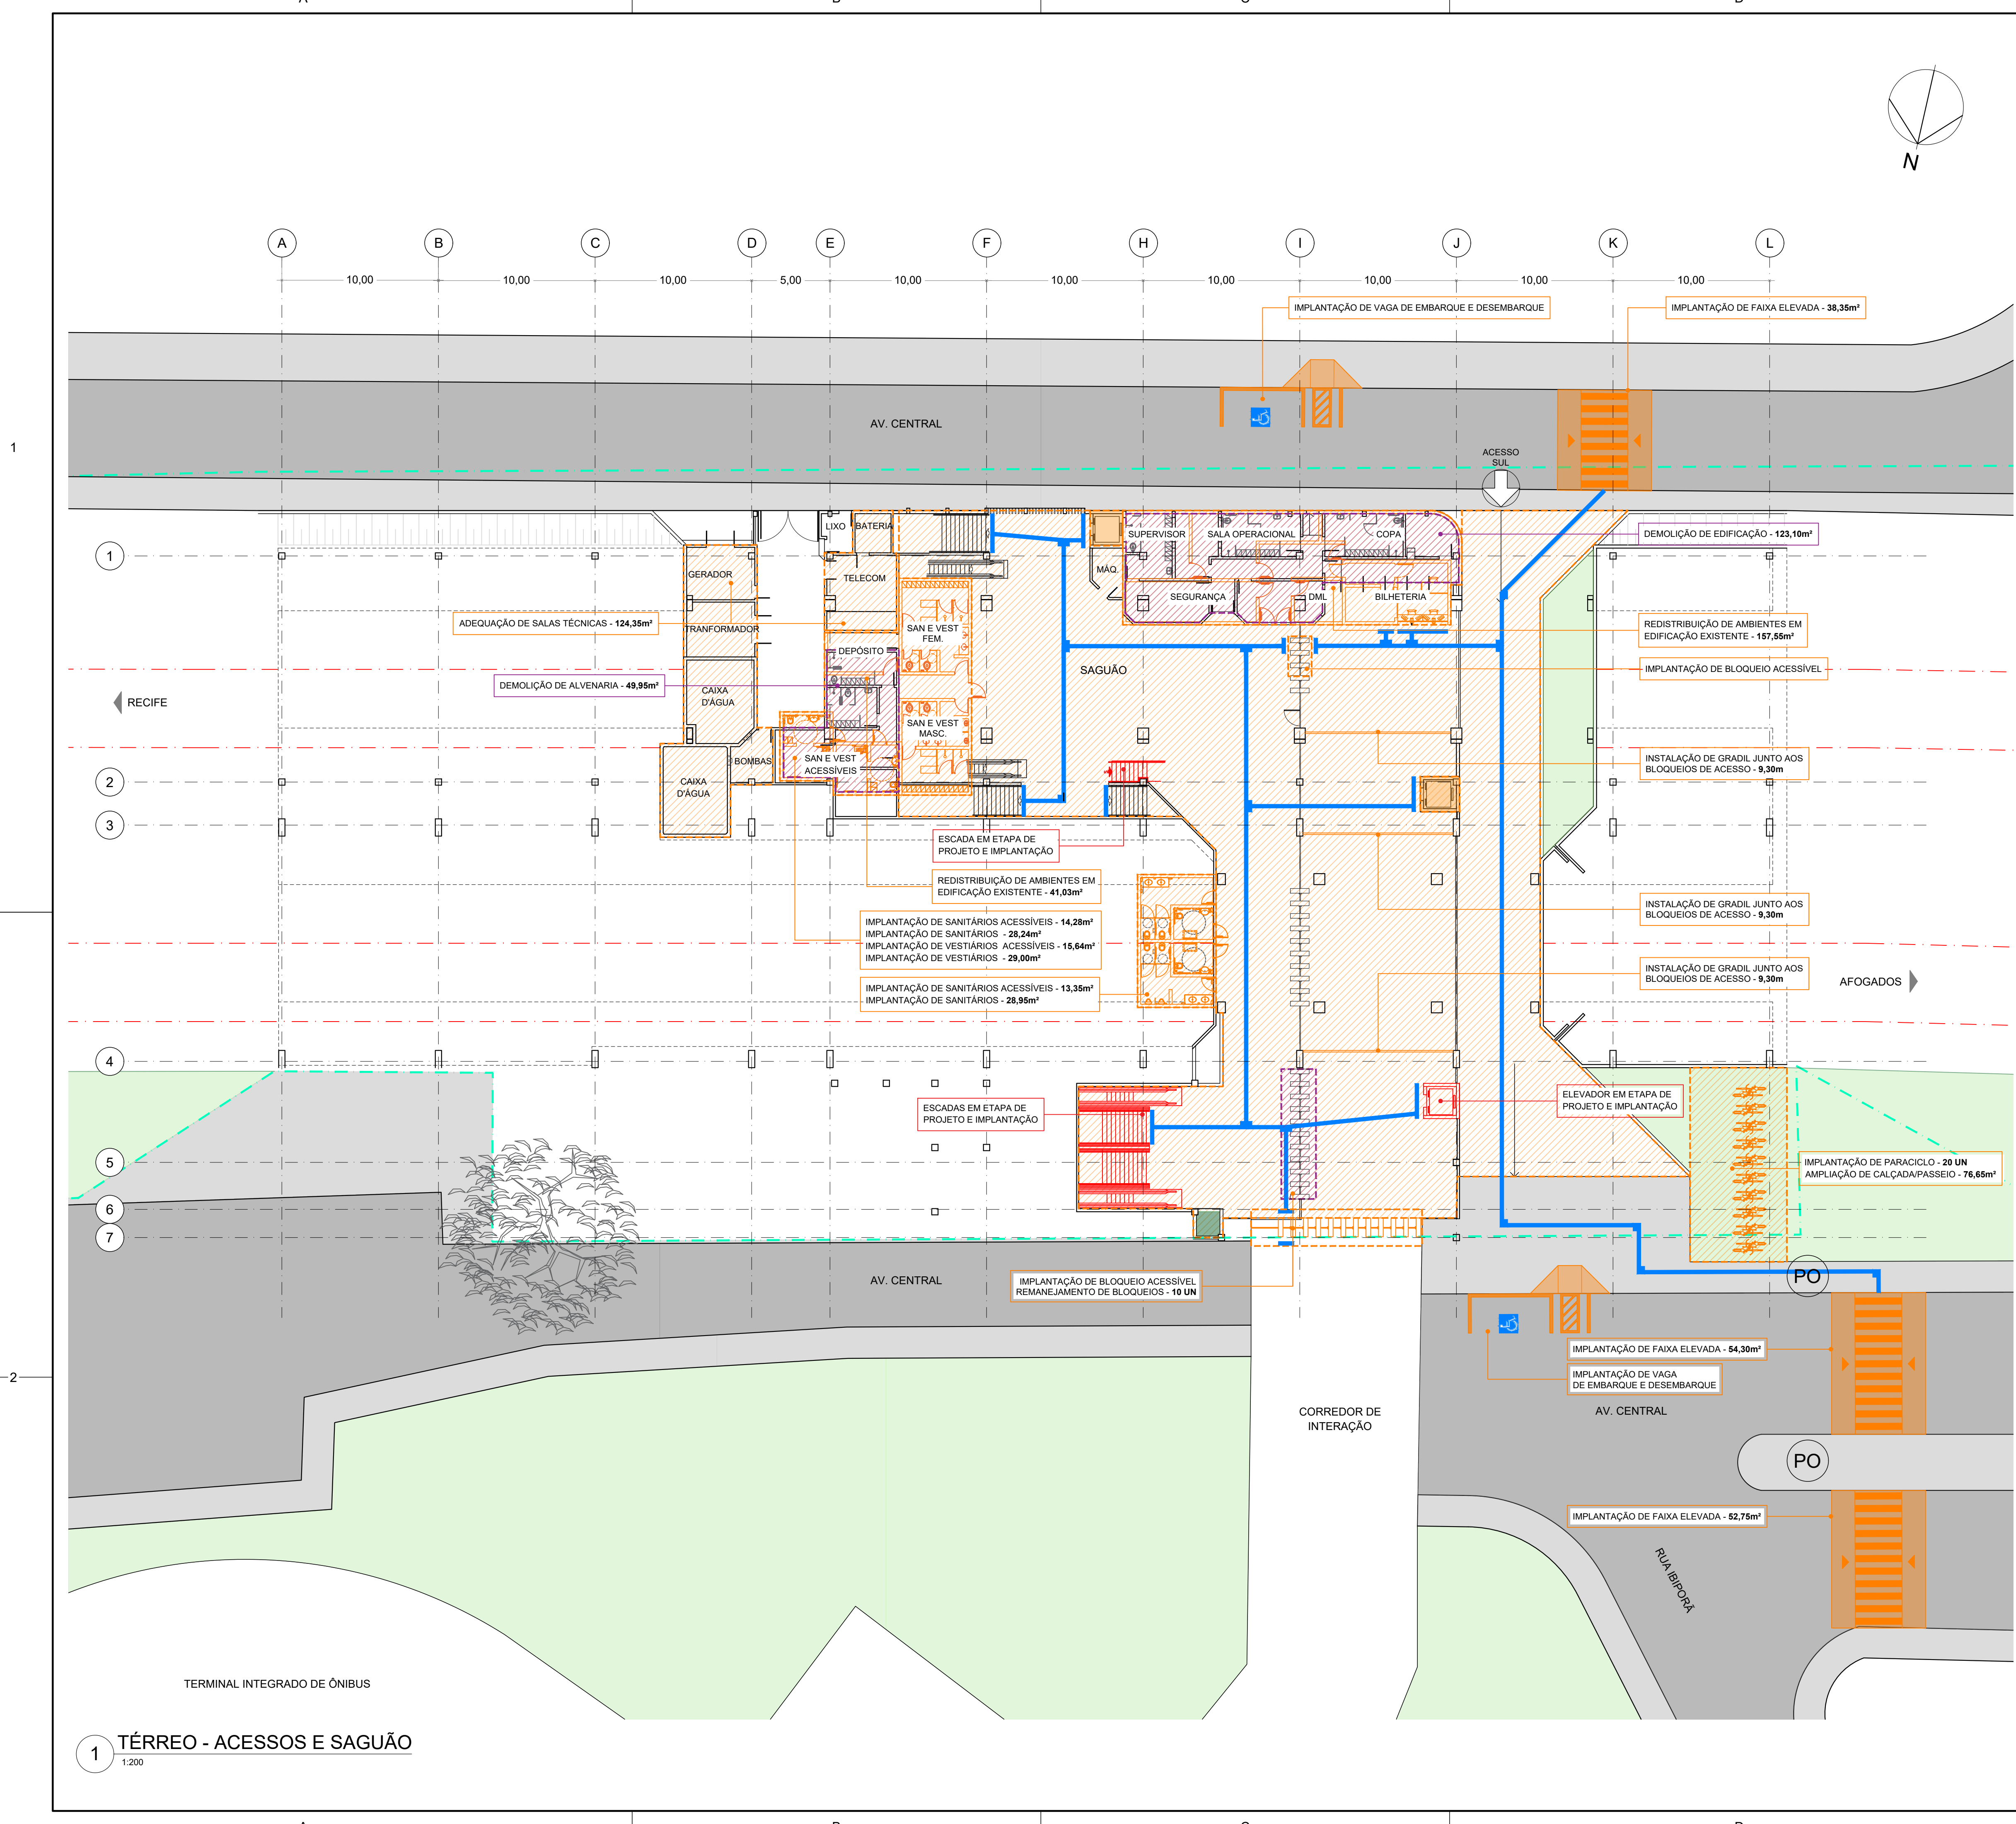 N
A
B
C
D
E
F
H
I
J
K
L
10,00
10,00
10,00
5,00
10,00
10,00
10,00
10,00
10,00
10,00
IMPLANTAÇÃO DE VAGA DE EMBARQUE E DESEMBARQUE
IMPLANTAÇÃO DE FAIXA ELEVADA - 38,35m²
AV. CENTRAL
1
ACESSO
SUL
LIXO
BATERIA
SUPERVISOR
SALA OPERACIONAL
COPA
DEMOLIÇÃO DE EDIFICAÇÃO - 123,10m²
1
GERADOR
TELECOM
MÁQ.
SEGURANÇA
DML
BILHETERIA
ADEQUAÇÃO DE SALAS TÉCNICAS - 124,35m²
TRANFORMADOR
SAN E VEST
FEM.
REDISTRIBUIÇÃO DE AMBIENTES EM
EDIFICAÇÃO EXISTENTE - 157,55m²
DEPÓSITO
SAGUÃO
IMPLANTAÇÃO DE BLOQUEIO ACESSÍVEL
DEMOLIÇÃO DE ALVENARIA - 49,95m²
RECIFE
CAIXA
D'ÁGUA
SAN E VEST
MASC.
BOMBAS
SAN E VEST
ACESSÍVEIS
INSTALAÇÃO DE GRADIL JUNTO AOS
BLOQUEIOS DE ACESSO - 9,30m
2
CAIXA
D'ÁGUA
3
ESCADA EM ETAPA DE
PROJETO E IMPLANTAÇÃO
REDISTRIBUIÇÃO DE AMBIENTES EM
EDIFICAÇÃO EXISTENTE - 41,03m²
INSTALAÇÃO DE GRADIL JUNTO AOS
BLOQUEIOS DE ACESSO - 9,30m
IMPLANTAÇÃO DE SANITÁRIOS ACESSÍVEIS - 14,28m²
IMPLANTAÇÃO DE SANITÁRIOS - 28,24m²
IMPLANTAÇÃO DE VESTIÁRIOS ACESSÍVEIS - 15,64m²
IMPLANTAÇÃO DE VESTIÁRIOS - 29,00m²
INSTALAÇÃO DE GRADIL JUNTO AOS
BLOQUEIOS DE ACESSO - 9,30m
AFOGADOS
IMPLANTAÇÃO DE SANITÁRIOS ACESSÍVEIS - 13,35m²
IMPLANTAÇÃO DE SANITÁRIOS - 28,95m²
4
ESCADAS EM ETAPA DE
PROJETO E IMPLANTAÇÃO
ELEVADOR EM ETAPA DE
PROJETO E IMPLANTAÇÃO
5
IMPLANTAÇÃO DE PARACICLO - 20 UN
AMPLIAÇÃO DE CALÇADA/PASSEIO - 76,65m²
6
7
AV. CENTRAL
IMPLANTAÇÃO DE BLOQUEIO ACESSÍVEL
REMANEJAMENTO DE BLOQUEIOS - 10 UN
PO
IMPLANTAÇÃO DE FAIXA ELEVADA - 54,30m²
IMPLANTAÇÃO DE VAGA
DE EMBARQUE E DESEMBARQUE
2
CORREDOR DE
INTERAÇÃO
AV. CENTRAL
PO
IMPLANTAÇÃO DE FAIXA ELEVADA - 52,75m²
RUA IBIPORÃ
TERMINAL INTEGRADO DE ÔNIBUS
1
TÉRREO - ACESSOS E SAGUÃO
1:200